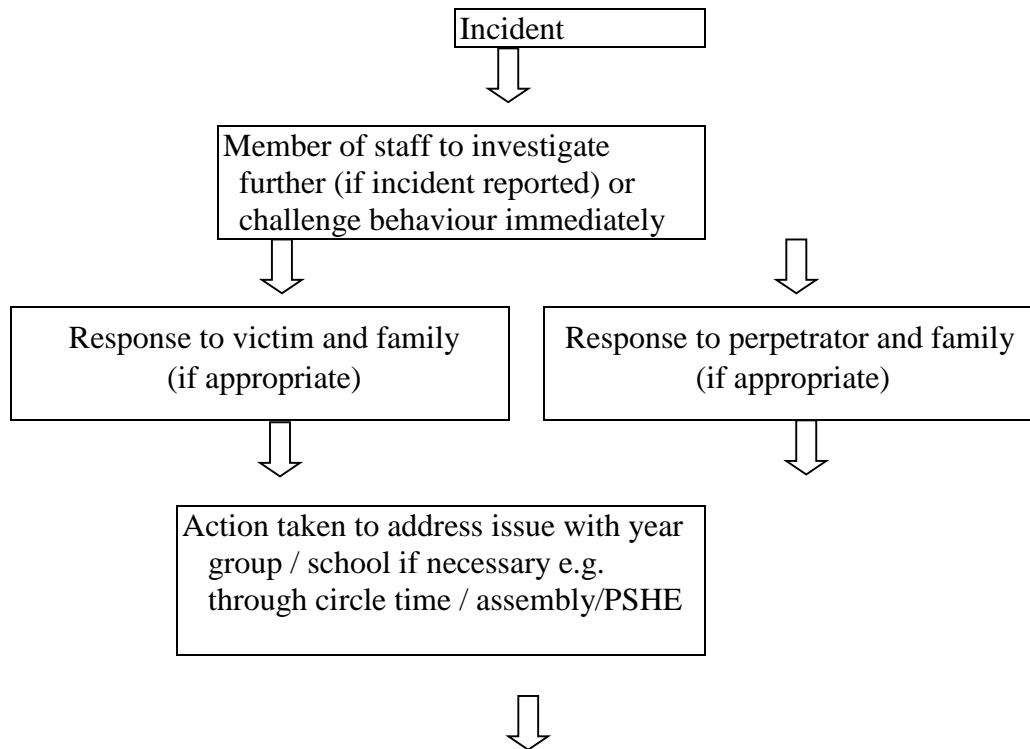 Incident
Member of staff to investigate
further (if incident reported) or
challenge behaviour immediately
Response to victim and family
(if appropriate)
Response to perpetrator and family
(if appropriate)
Action taken to address issue with year
group / school if necessary e.g.
through circle time / assembly/PSHE